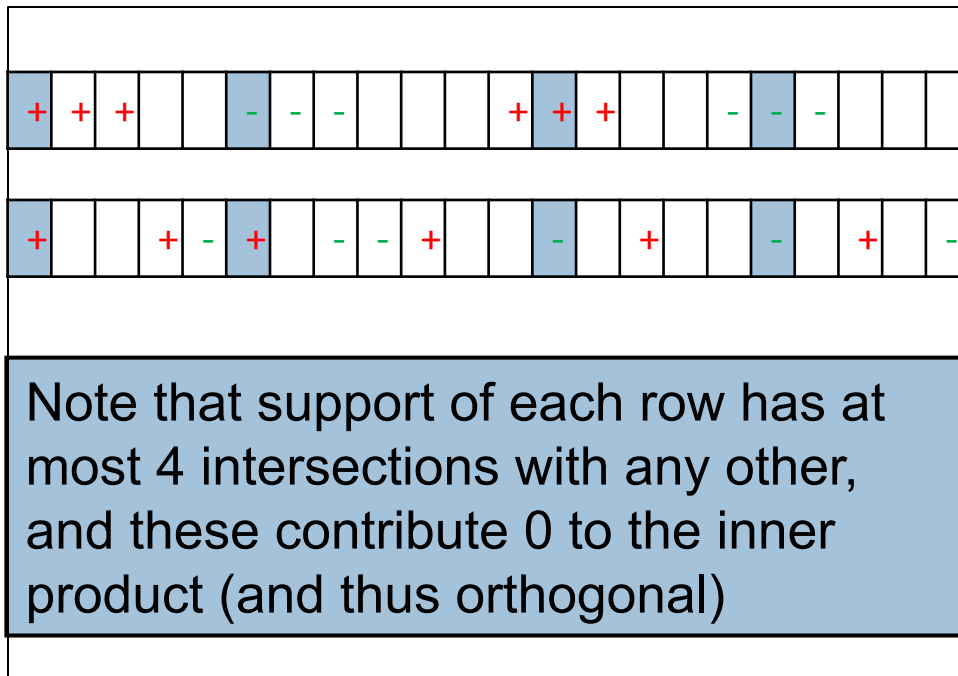 + + + - - - + + + - - -
+ + - + - - + - + - + -
Note that support of each row has at
most 4 intersections with any other,
and these contribute 0 to the inner
product (and thus orthogonal)